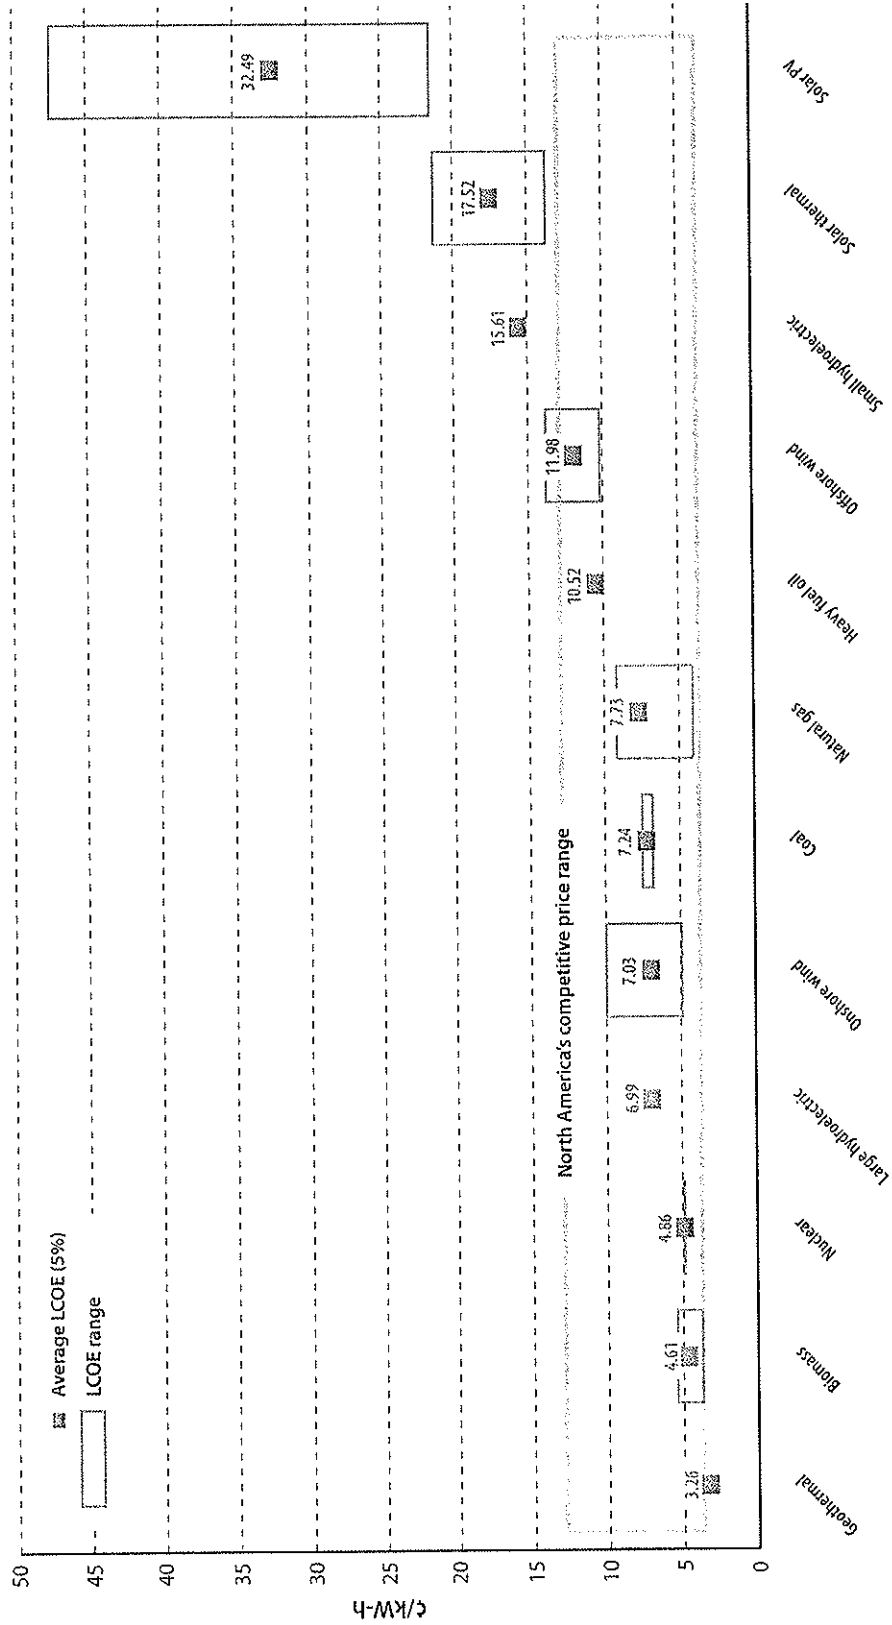 ¢/kW-h
50
45
40
35
30
25
20
15
10
5
0
Average LCOE (5%)
LCOE range
North America's competitive price range
3.26
4.61
4.86
6.99
7.03
7.24
7.73
10.52
11.98
15.61
17.52
32.49
Geothermal
Biomass
Nuclear
Large hydroelectric
Onshore wind
Coal
Natural gas
Heavy fuel oil
Offshore wind
Small hydroelectric
Solar thermal
Solar PV